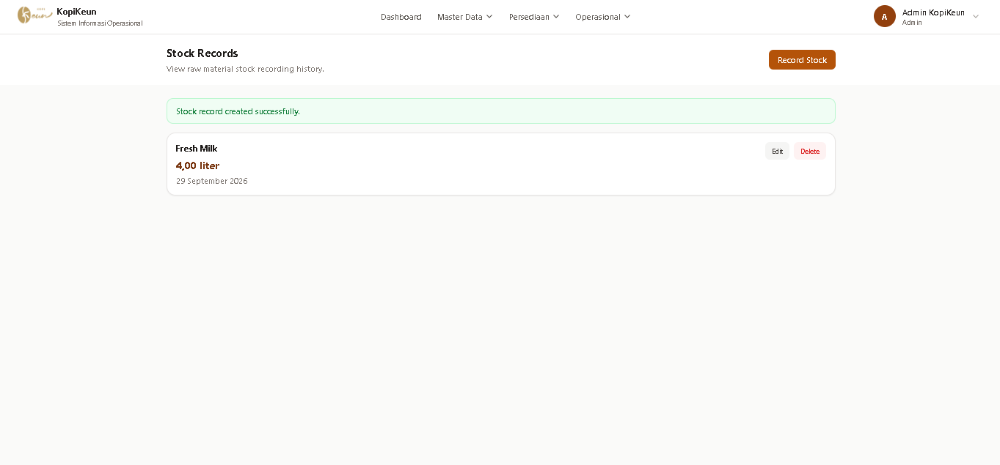 KopiKeun
Sistem Informasi Operasional
Dashboard
Master Data
Persediaan
Operasional
A
Admin KopiKeun
Admin
Stock Records
View raw material stock recording history.
Record Stock
Stock record created successfully.
Fresh Milk
Edit
Delete
4,00 liter
29 September 2026